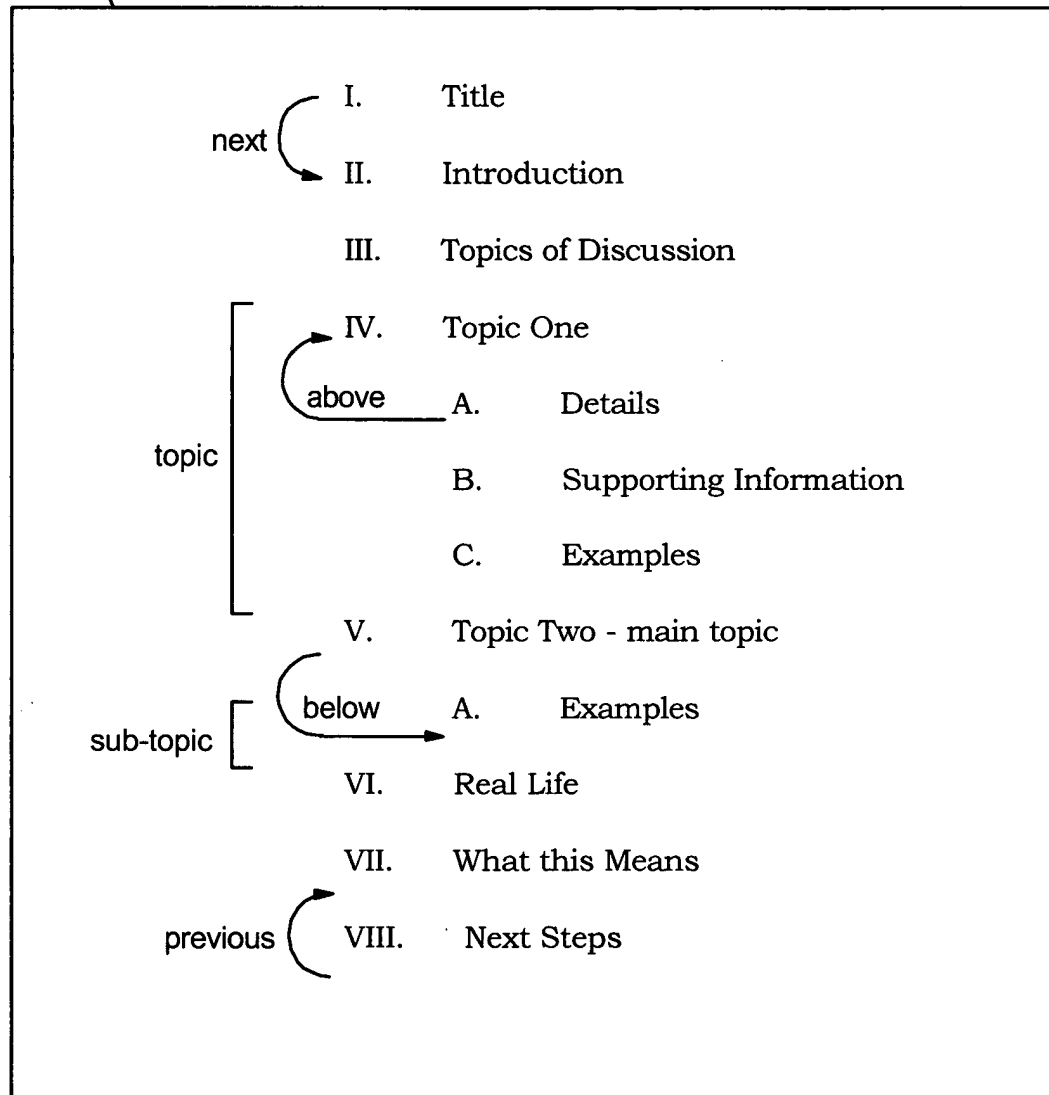 I. Title
next
II. Introduction
III. Topics of Discussion
IV. Topic One
above A. Details
topic
B. Supporting Information
C. Examples
V. Topic Two - main topic
below A. Examples
sub-topic
VI. Real Life
VII. What this Means
previous VIII. Next Steps